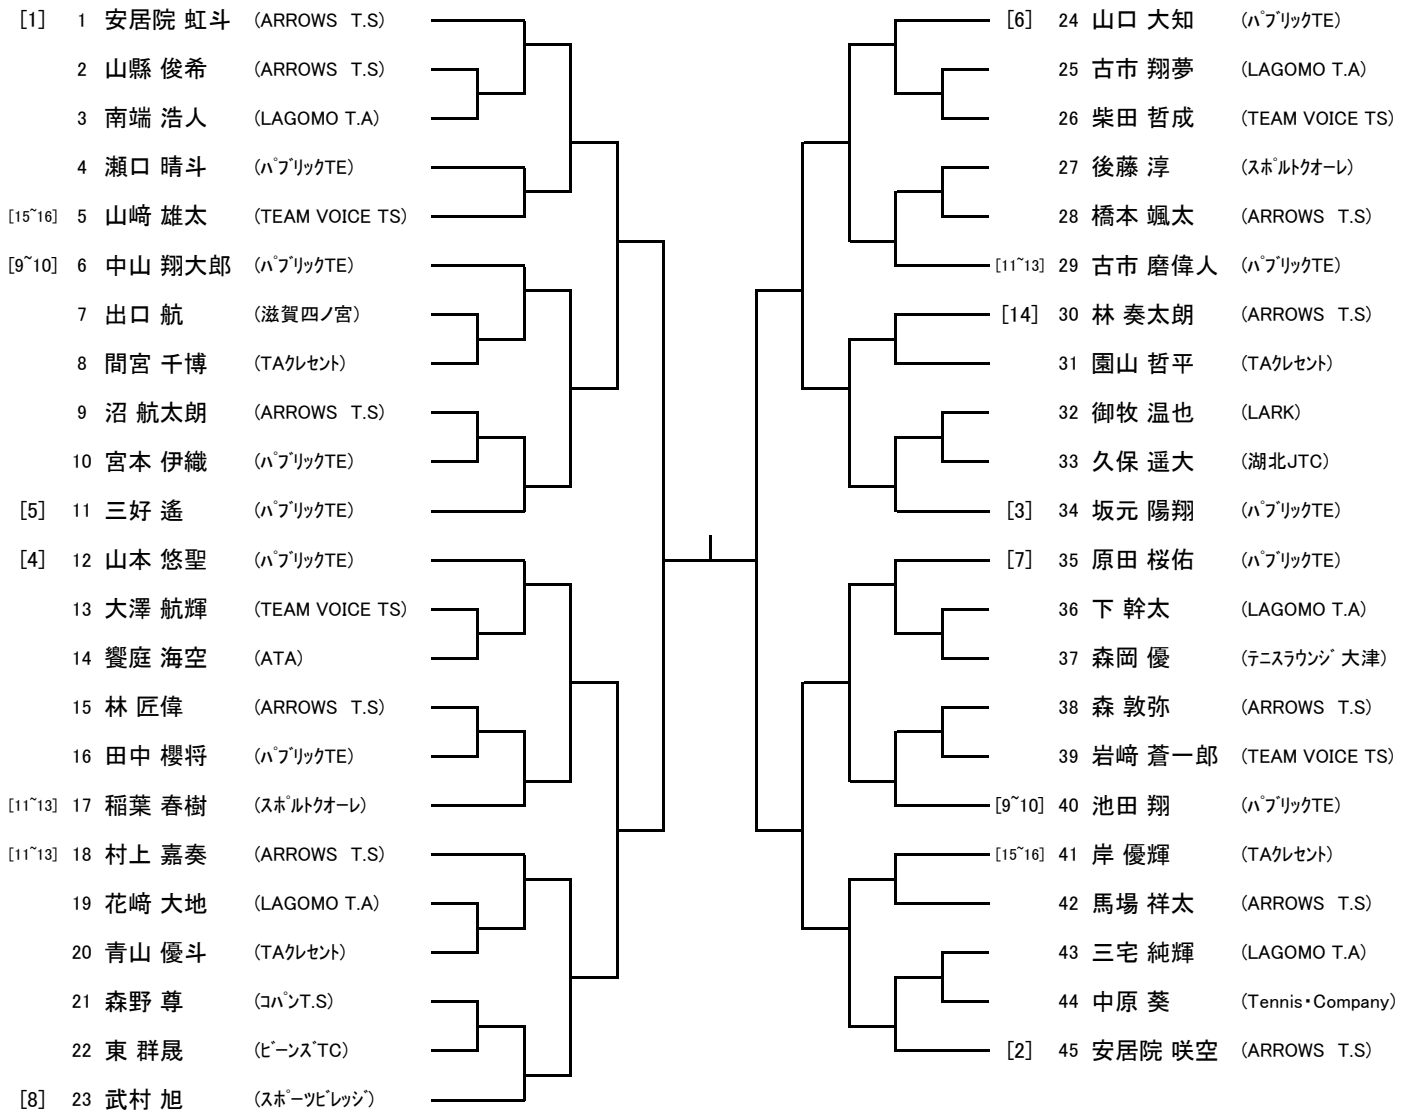 [1] 1 安居院 虹斗 (ARROWS T.S)
2 山縣 俊希 (ARROWS T.S)
3 南端 浩人 (LAGOMO T.A)
4 瀬口 晴斗 (ﾊﾟﾌﾞﾘｯｸTE)
[15~16] 5 山﨑 雄太 (TEAM VOICE TS)
[9~10] 6 中山 翔大郎 (ﾊﾟﾌﾞﾘｯｸTE)
7 出口 航 (滋賀四ノ宮)
8 間宮 千博 (TAｸﾚｾﾝﾄ)
9 沼 航太朗 (ARROWS T.S)
10 宮本 伊織 (ﾊﾟﾌﾞﾘｯｸTE)
[5] 11 三好 遙 (ﾊﾟﾌﾞﾘｯｸTE)
[4] 12 山本 悠聖 (ﾊﾟﾌﾞﾘｯｸTE)
13 大澤 航輝 (TEAM VOICE TS)
14 饗庭 海空 (ATA)
15 林 匠偉 (ARROWS T.S)
16 田中 櫻将 (ﾊﾟﾌﾞﾘｯｸTE)
[11~13] 17 稲葉 春樹 (ｽﾎﾟﾙﾄｸｵｰﾚ)
[11~13] 18 村上 嘉奏 (ARROWS T.S)
19 花﨑 大地 (LAGOMO T.A)
20 青山 優斗 (TAｸﾚｾﾝﾄ)
21 森野 尊 (ｺﾊﾟﾝT.S)
22 東 群晟 (ﾋﾞｰﾝｽﾞTC)
[8] 23 武村 旭 (ｽﾎﾟｰﾂﾋﾞﾚｯｼﾞ)
[6] 24 山口 大知 (ﾊﾟﾌﾞﾘｯｸTE)
25 古市 翔夢 (LAGOMO T.A)
26 柴田 哲成 (TEAM VOICE TS)
27 後藤 淳 (ｽﾎﾟﾙﾄｸｵｰﾚ)
28 橋本 颯太 (ARROWS T.S)
[11~13] 29 古市 磨偉人 (ﾊﾟﾌﾞﾘｯｸTE)
[14] 30 林 奏太朗 (ARROWS T.S)
31 園山 哲平 (TAｸﾚｾﾝﾄ)
32 御牧 温也 (LARK)
33 久保 遥大 (湖北JTC)
[3] 34 坂元 陽翔 (ﾊﾟﾌﾞﾘｯｸTE)
[7] 35 原田 桜佑 (ﾊﾟﾌﾞﾘｯｸTE)
36 下 幹太 (LAGOMO T.A)
37 森岡 優 (ﾃﾆｽﾗｳﾝｼﾞ大津)
38 森 敦弥 (ARROWS T.S)
39 岩﨑 蒼一郎 (TEAM VOICE TS)
[9~10] 40 池田 翔 (ﾊﾟﾌﾞﾘｯｸTE)
[15~16] 41 岸 優輝 (TAｸﾚｾﾝﾄ)
42 馬場 祥太 (ARROWS T.S)
43 三宅 純輝 (LAGOMO T.A)
44 中原 葵 (Tennis・Company)
[2] 45 安居院 咲空 (ARROWS T.S)